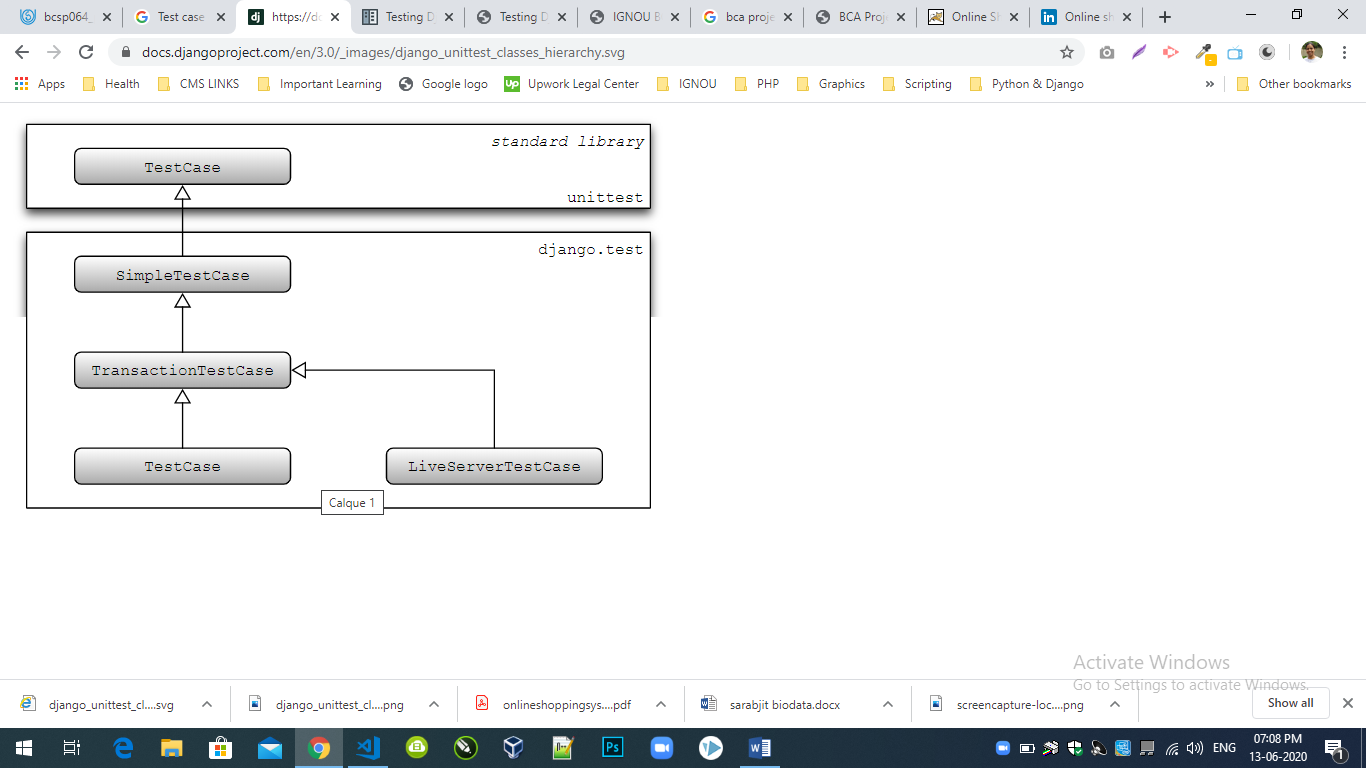 bcsp064_
Test case
https://do
Testing D
Testing D
IGNOU B
bca proje
BCA Proj
Online Sh
Online sh
docs.djangoproject.com/en/3.0/_images/django_unittest_classes_hierarchy.svg
Apps
Health
CMS LINKS
Important Learning
Google logo
Up
Upwork Legal Center
IGNOU
PHP
Graphics
Scripting
Python & Django
»
Other bookmarks
standard library
TestCase
unittest
django.test
SimpleTestCase
TransactionTestCase
TestCase
LiveServerTestCase
Calque 1
Activate Windows
Go to Settings to activate Windows.
django_unittest_cl....svg
django_unittest_cl....png
onlineshoppingsys....pdf
sarabjit biodata.docx
screencapture-loc....png
Show all
ENG
07:08 PM
13-06-2020
1